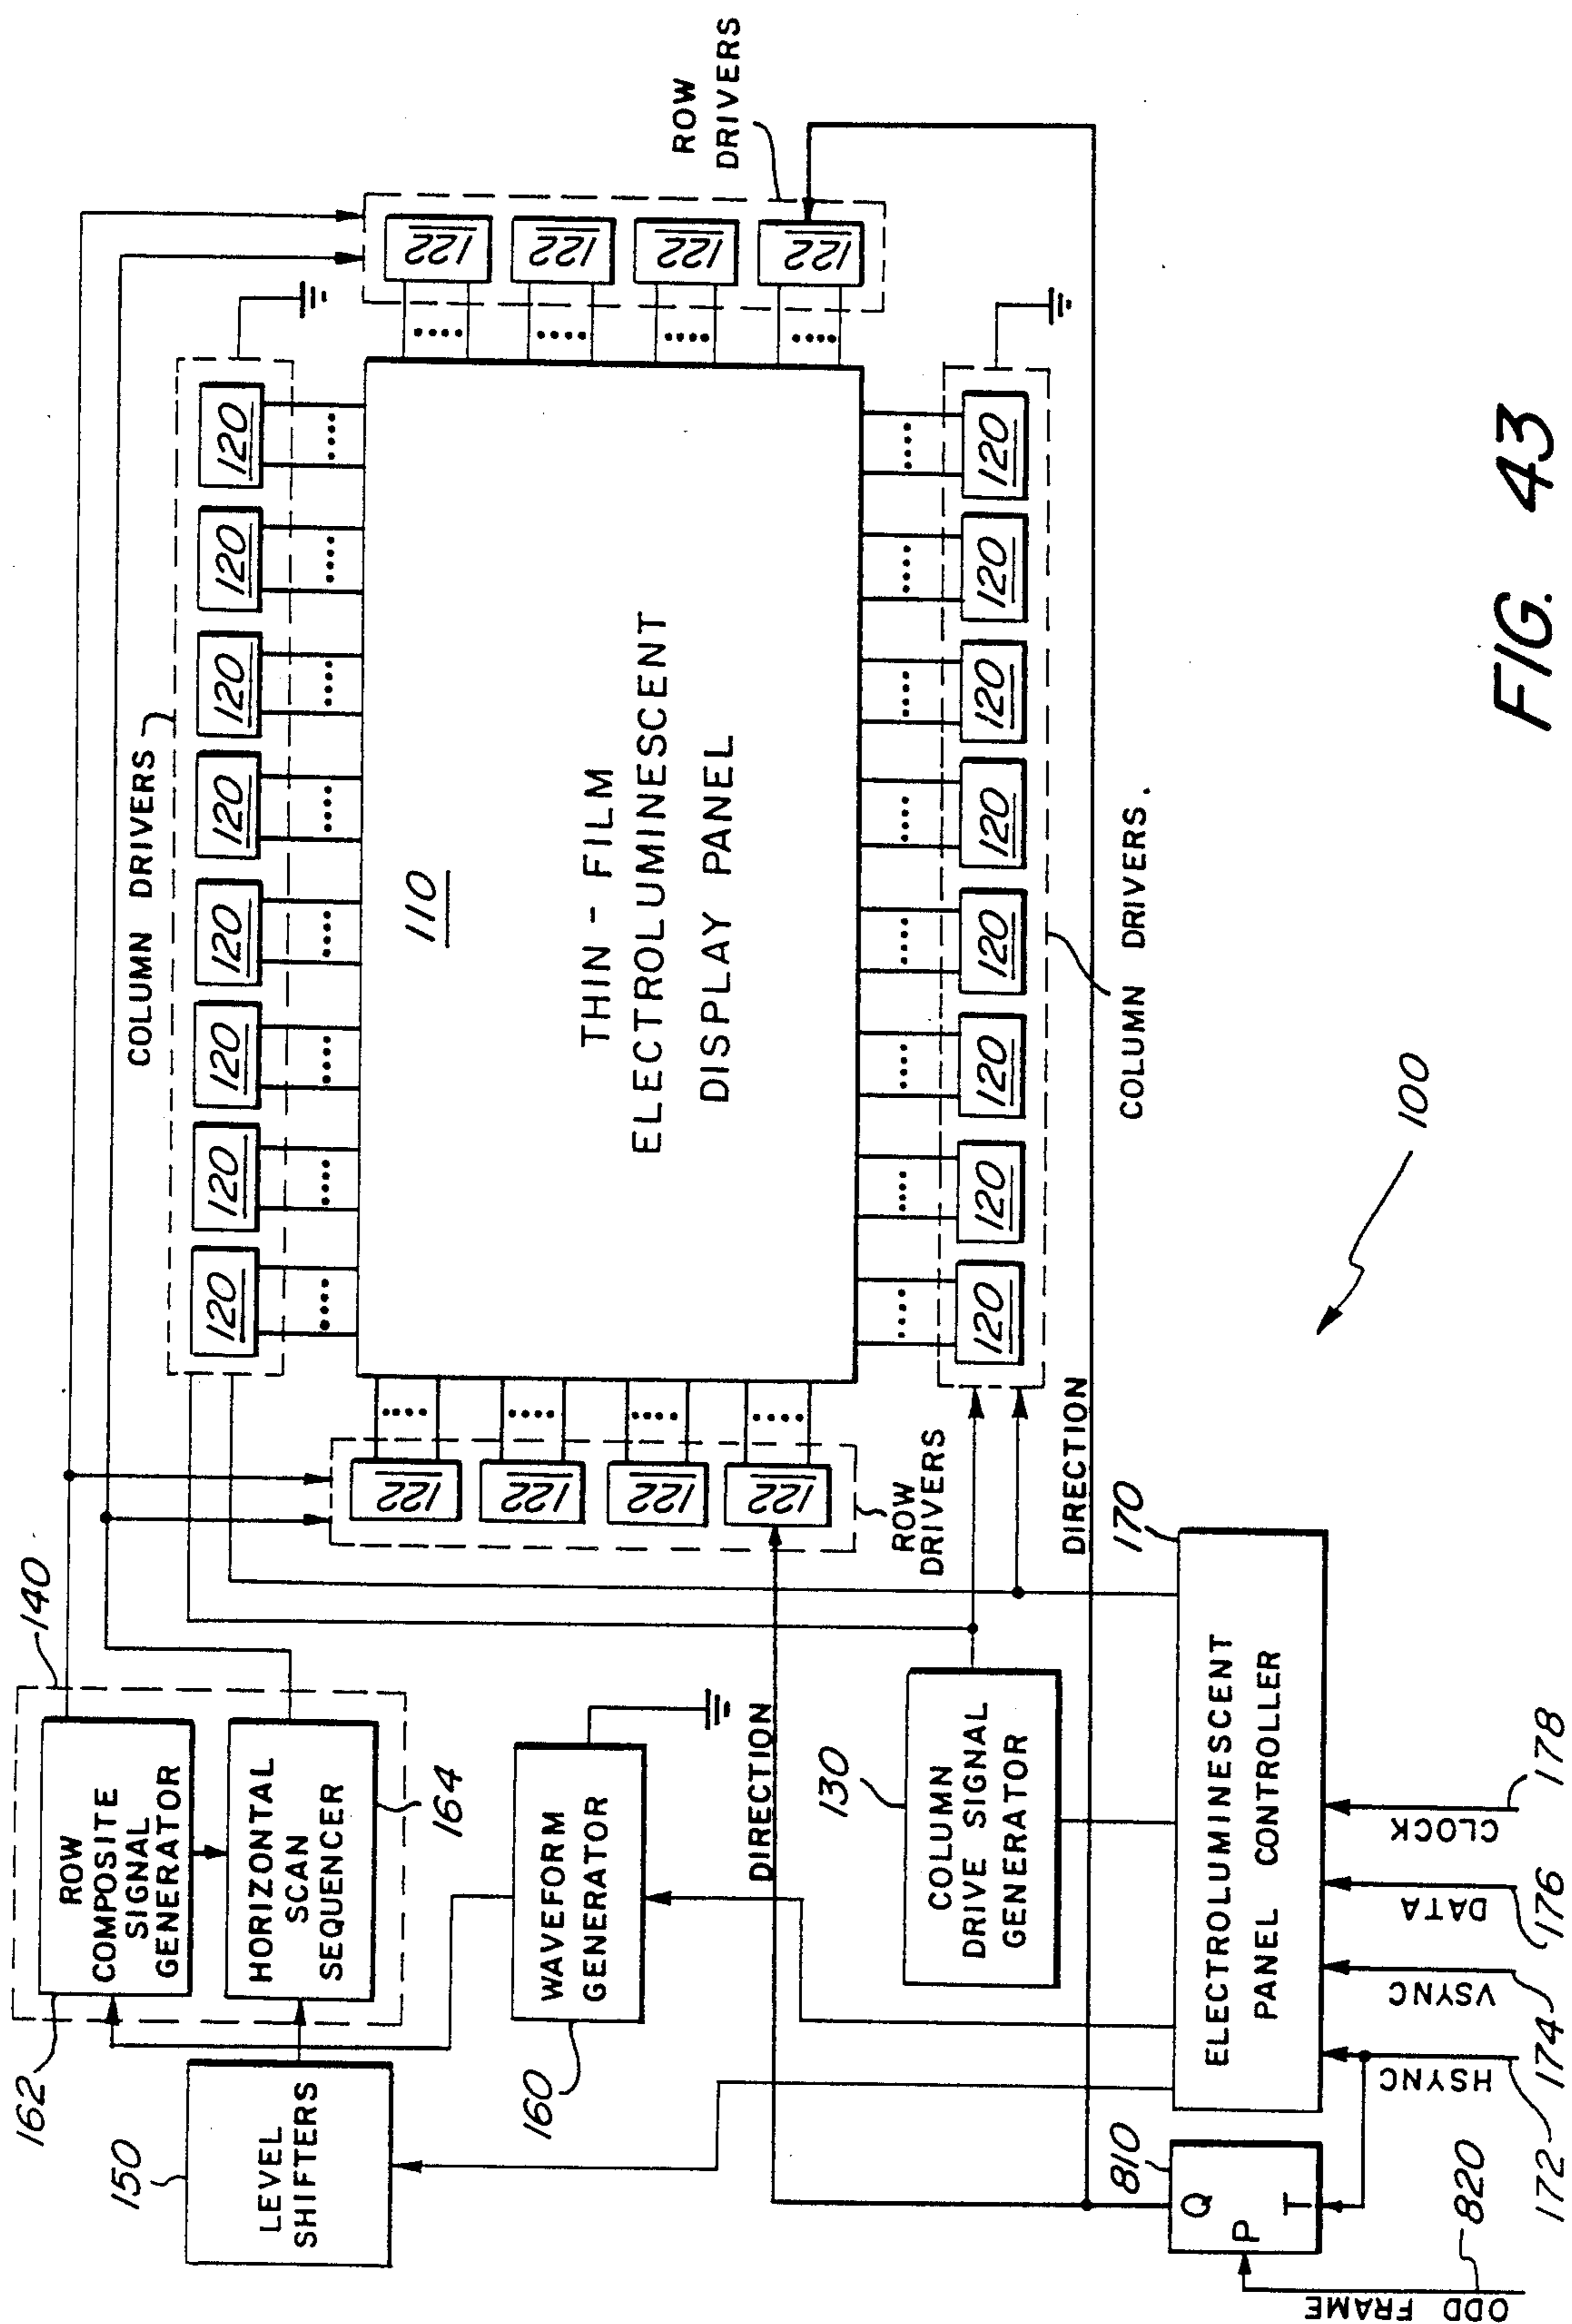 COLUMN DRIVERS
120
120
120
120
120
120
120
120
ROW
DRIVERS
122
122
122
122
110
THIN - FILM
ELECTROLUMINESCENT
DISPLAY PANEL
122
122
122
122
ROW
DRIVERS
120
120
120
120
120
120
120
120
COLUMN DRIVERS.
140
162
ROW
COMPOSITE
SIGNAL
GENERATOR
HORIZONTAL
SCAN
SEQUENCER
164
150
LEVEL
SHIFTERS
160
WAVEFORM
GENERATOR
DIRECTION
130
COLUMN
DRIVE SIGNAL
GENERATOR
DIRECTION
170
ELECTROLUMINESCENT
PANEL CONTROLLER
810
Q
P
T
HSYNC
VSYNC
DATA
CLOCK
172
174
176
178
ODD FRAME
820
100
FIG. 43